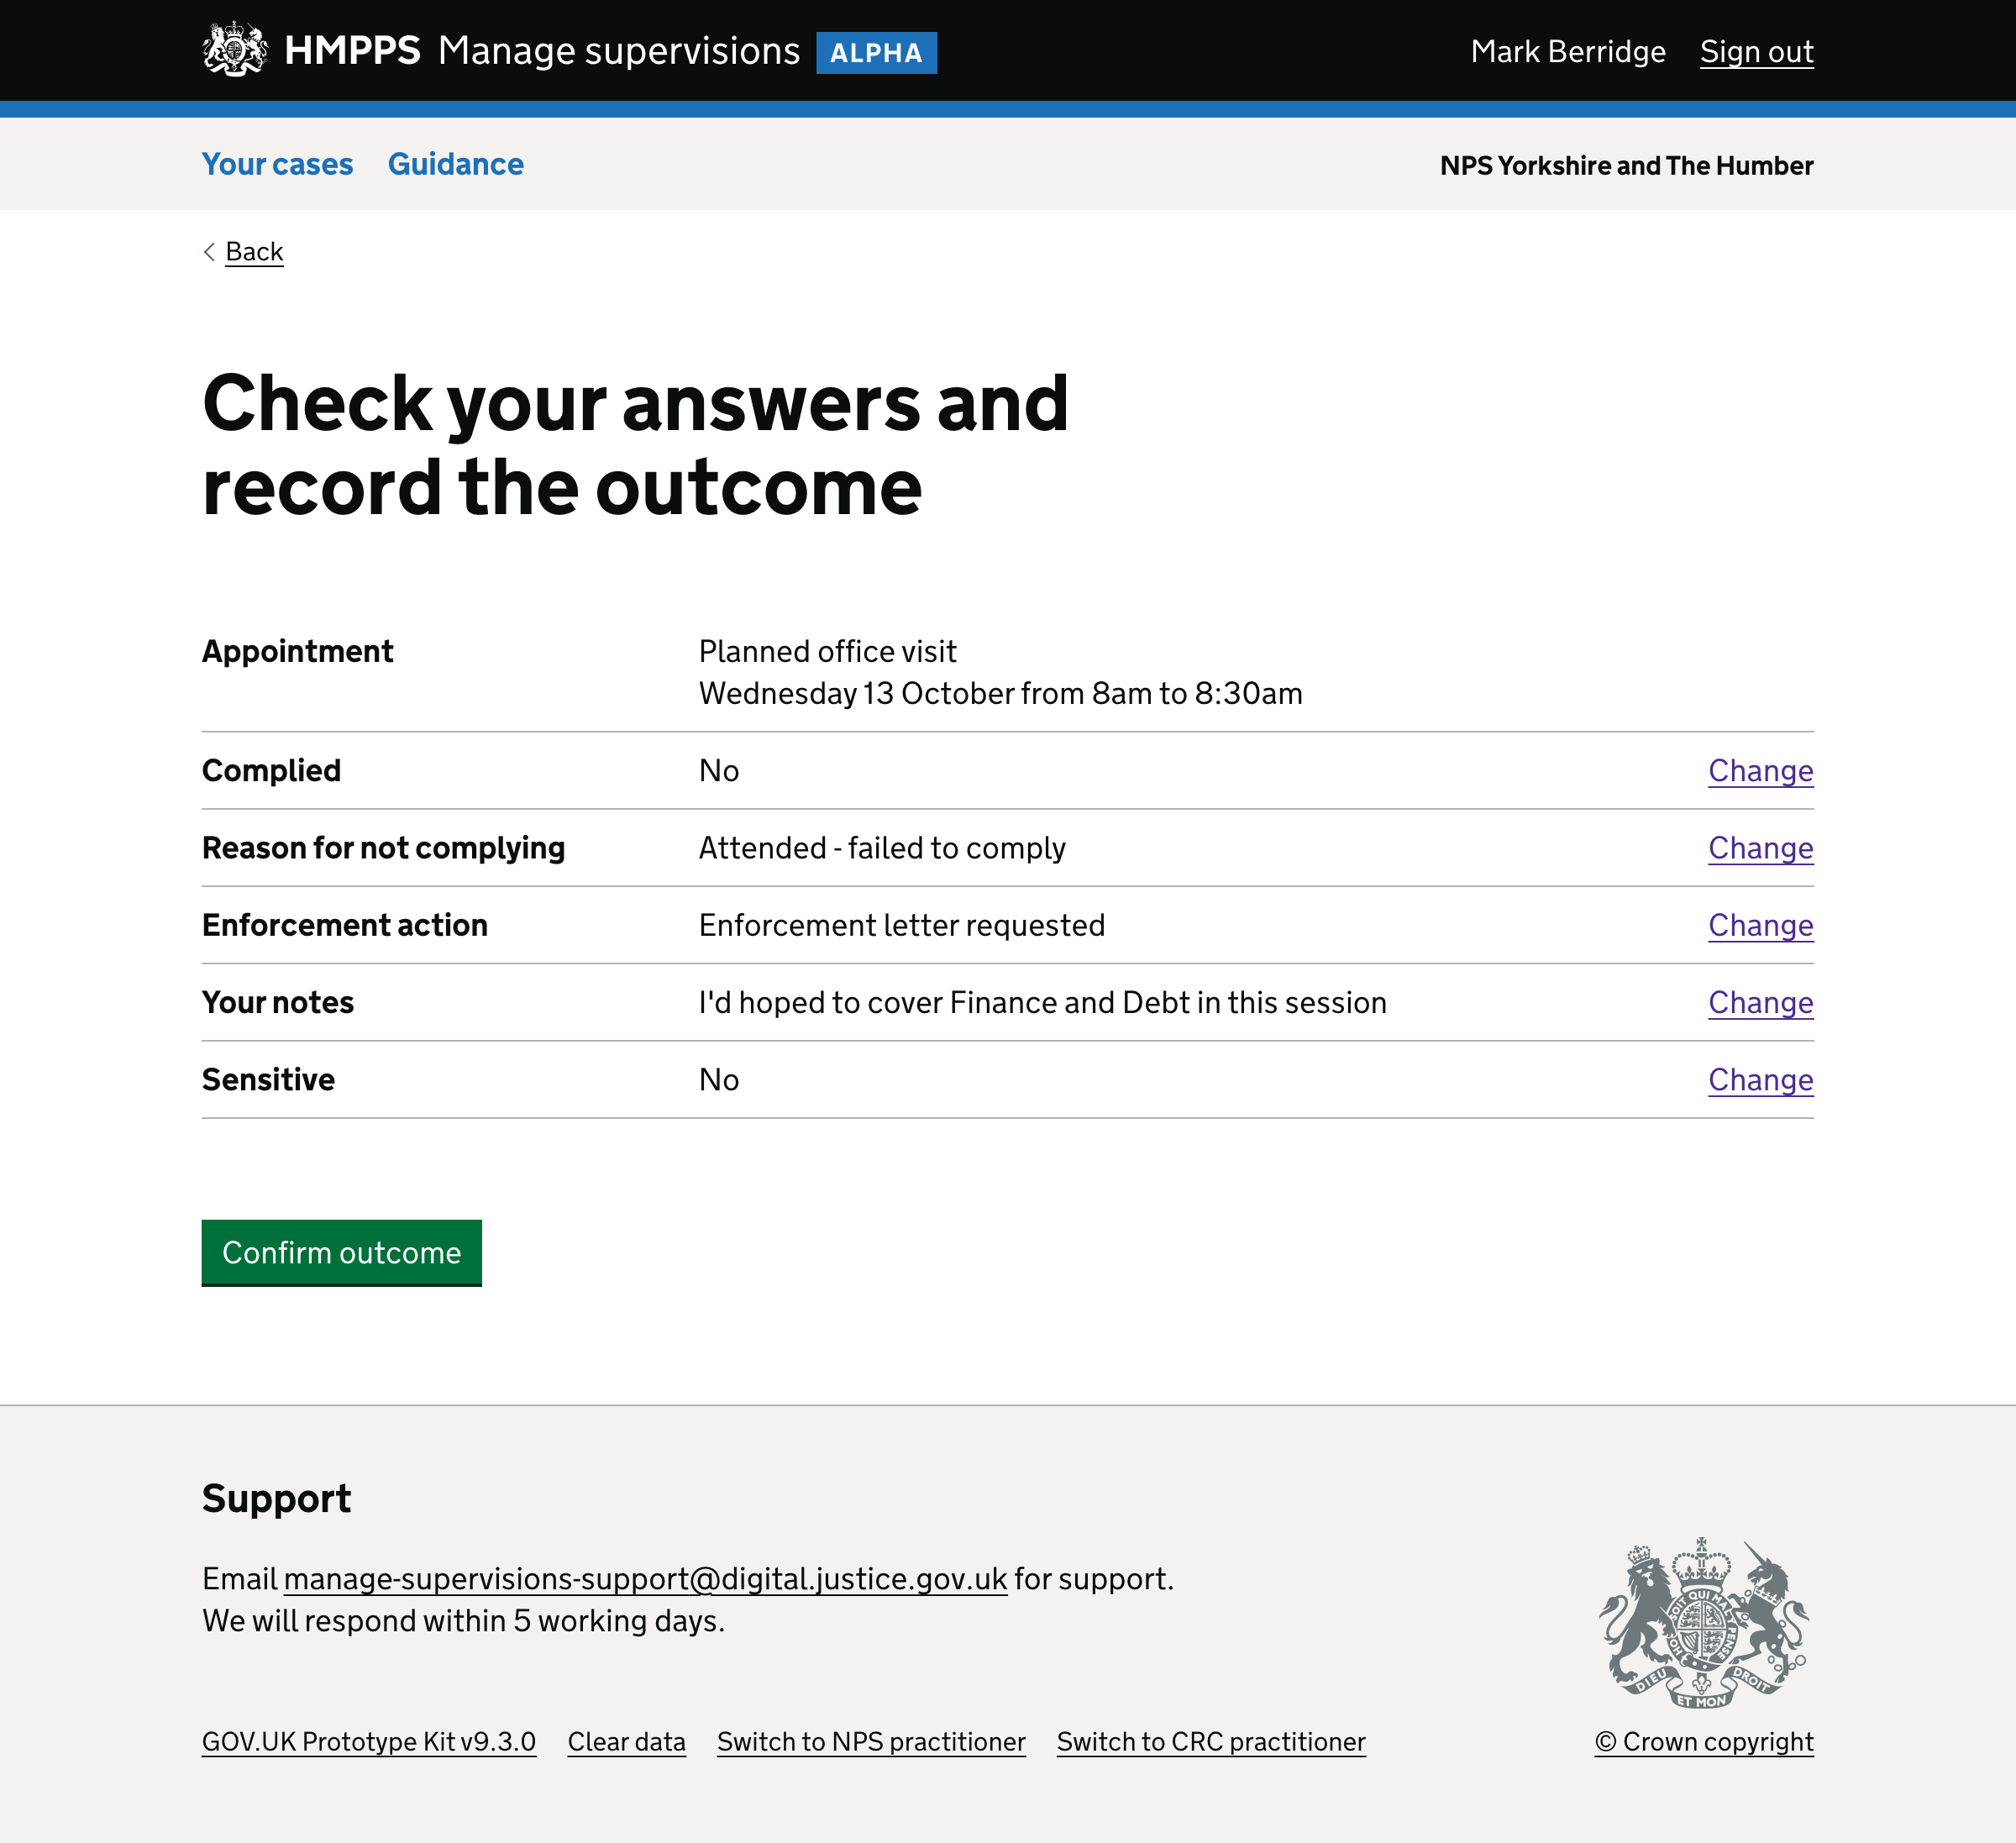 HMPPS Manage supervisions ALPHA Mark Berridge Sign out
Your cases Guidance NPS Yorkshire and The Humber
Back
Check your answers and
record the outcome
Appointment Planned office visit
Wednesday 13 October from 8am to 8:30am
Complied No Change
Reason for not complying Attended - failed to comply Change
Enforcement action Enforcement letter requested Change
Your notes I'd hoped to cover Finance and Debt in this session Change
Sensitive No Change
Confirm outcome
Support
Email manage-supervisions-support@digital.justice.gov.uk for support.
We will respond within 5 working days.
DIEU ET MON DROIT
GOV.UK Prototype Kit v9.3.0 Clear data Switch to NPS practitioner Switch to CRC practitioner © Crown copyright